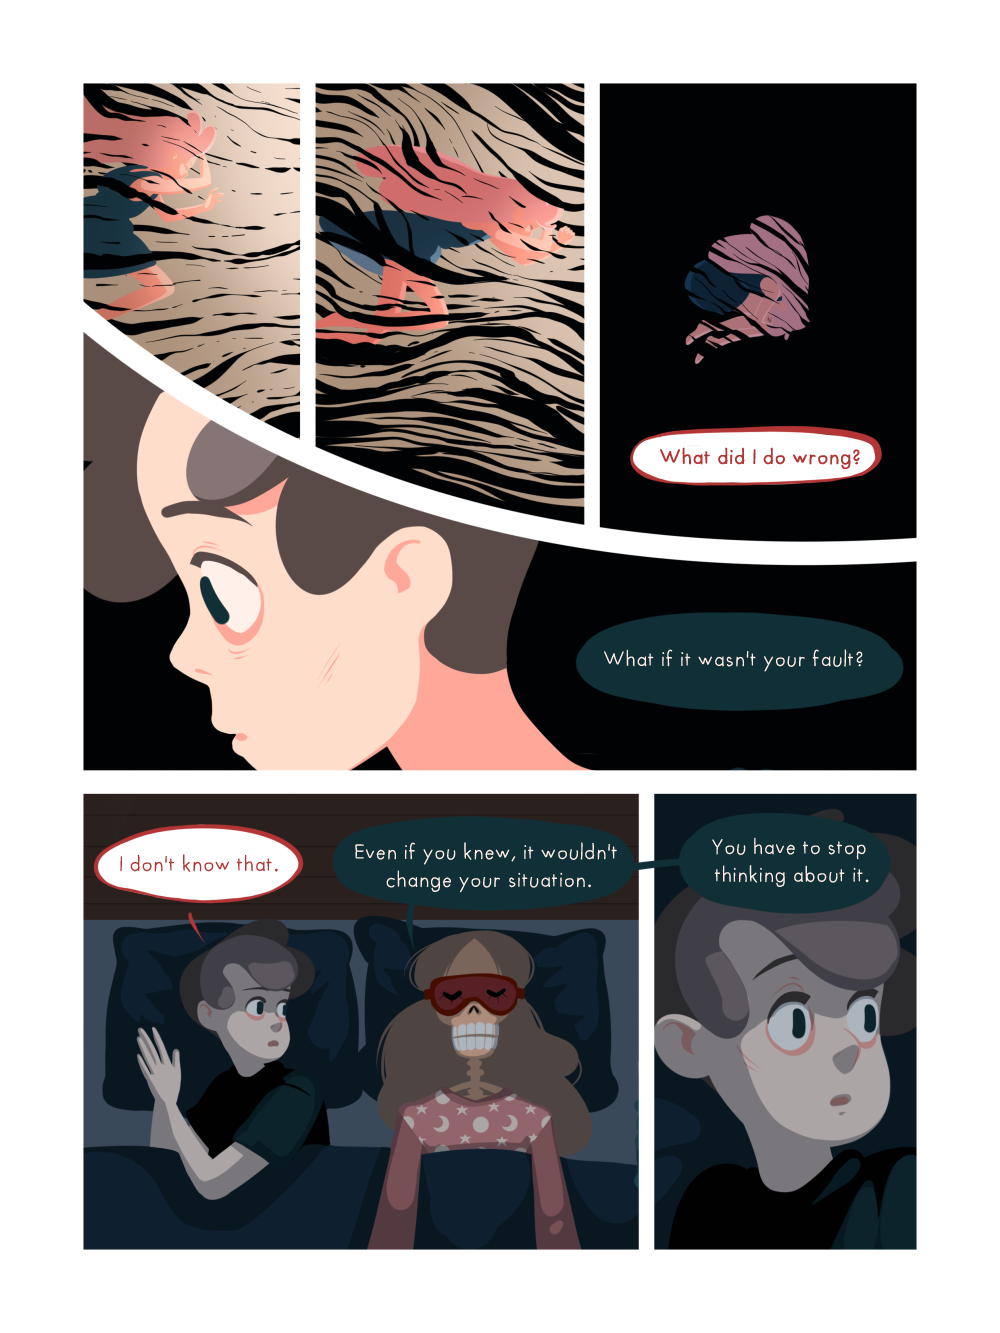 What did I do wrong?
What if it wasn't your fault?
I don't know that.
Even if you knew, it wouldn't
change your situation.
You have to stop
thinking about it.